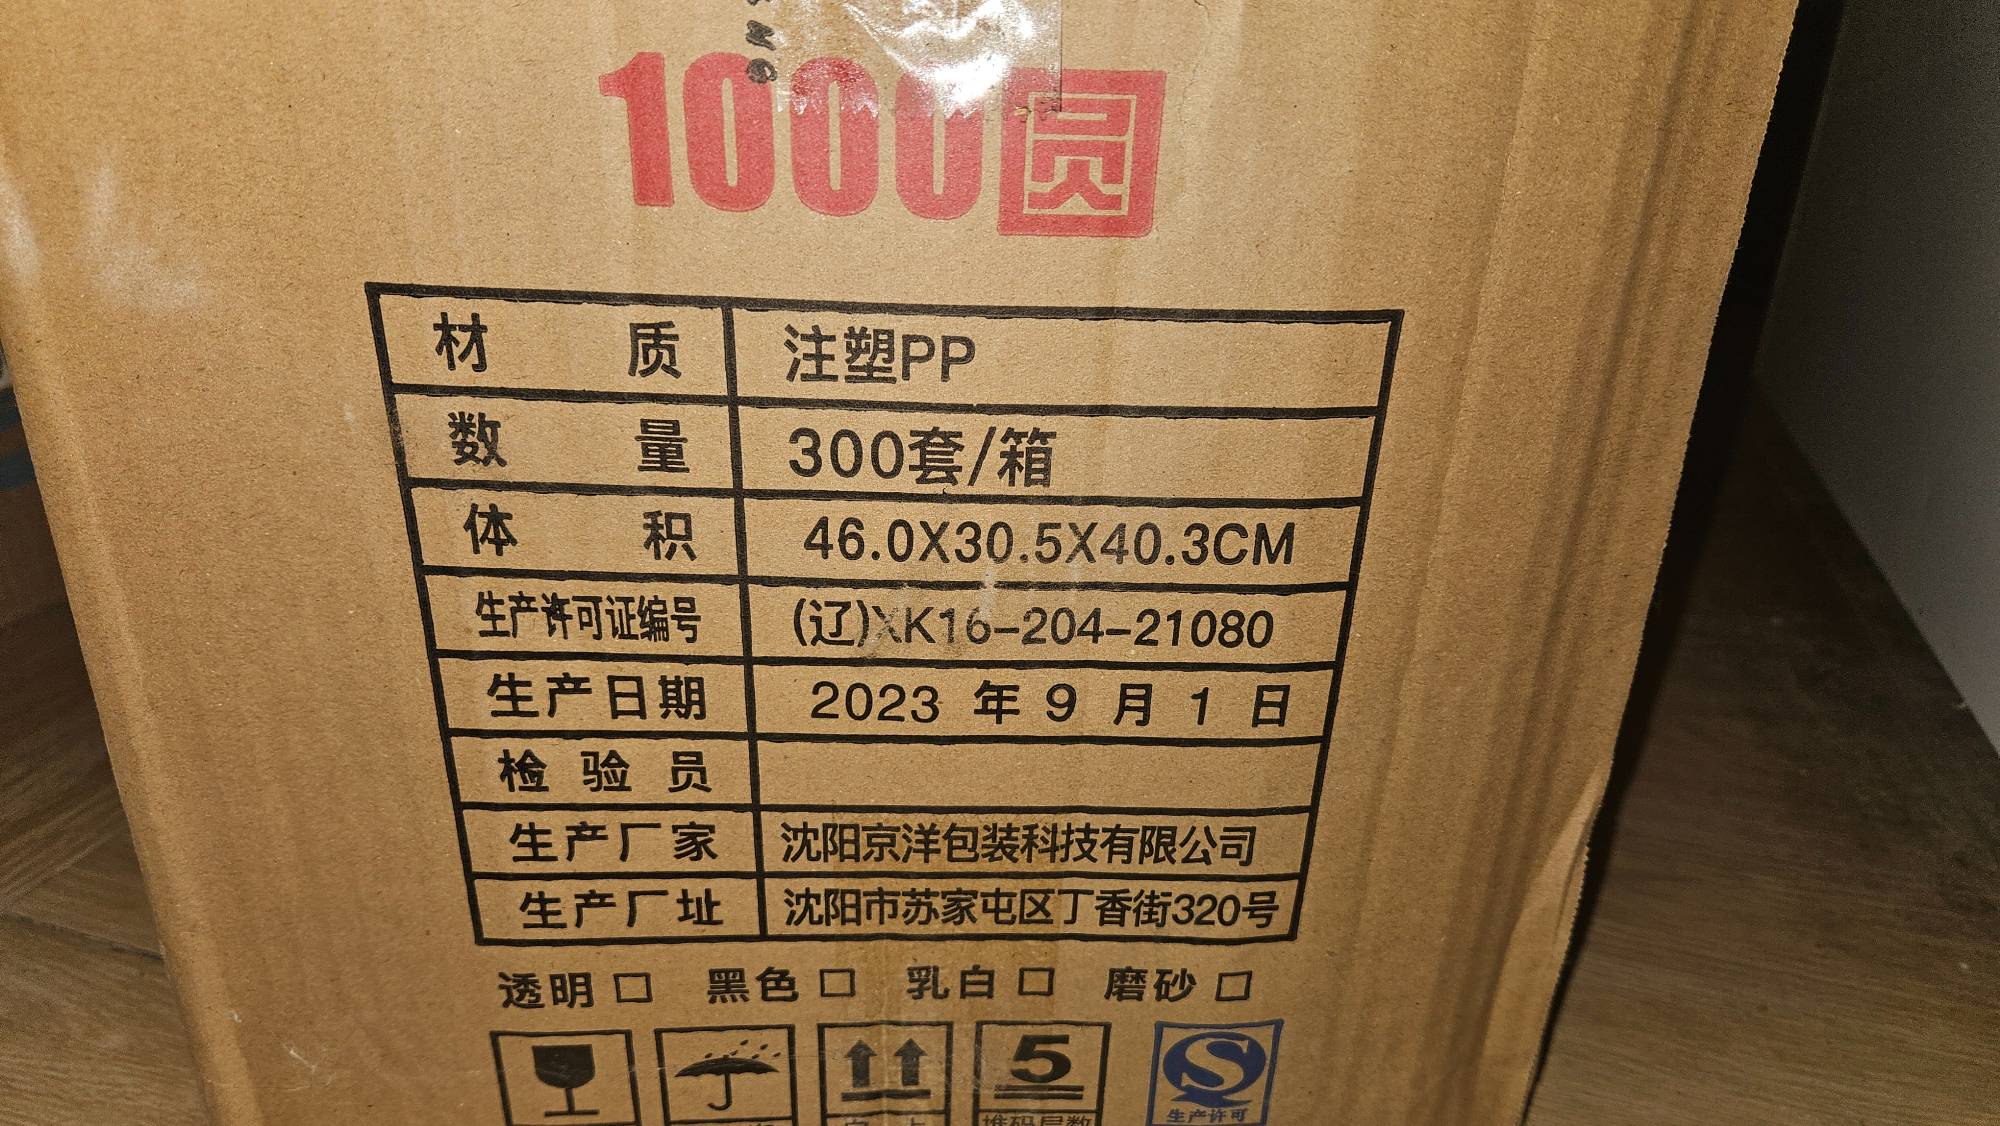 1000圆
材质 注塑PP
数量 300套/箱
体积 46.0X30.5X40.3CM
生产许可证编号 (辽)XK16-204-21080
生产日期 2023 年 9 月 1 日
检验员
生产厂家 沈阳京洋包装科技有限公司
生产厂址 沈阳市苏家屯区丁香街320号
透明□ 黑色□ 乳白□ 磨砂□
5
堆码层数
S
生产许可